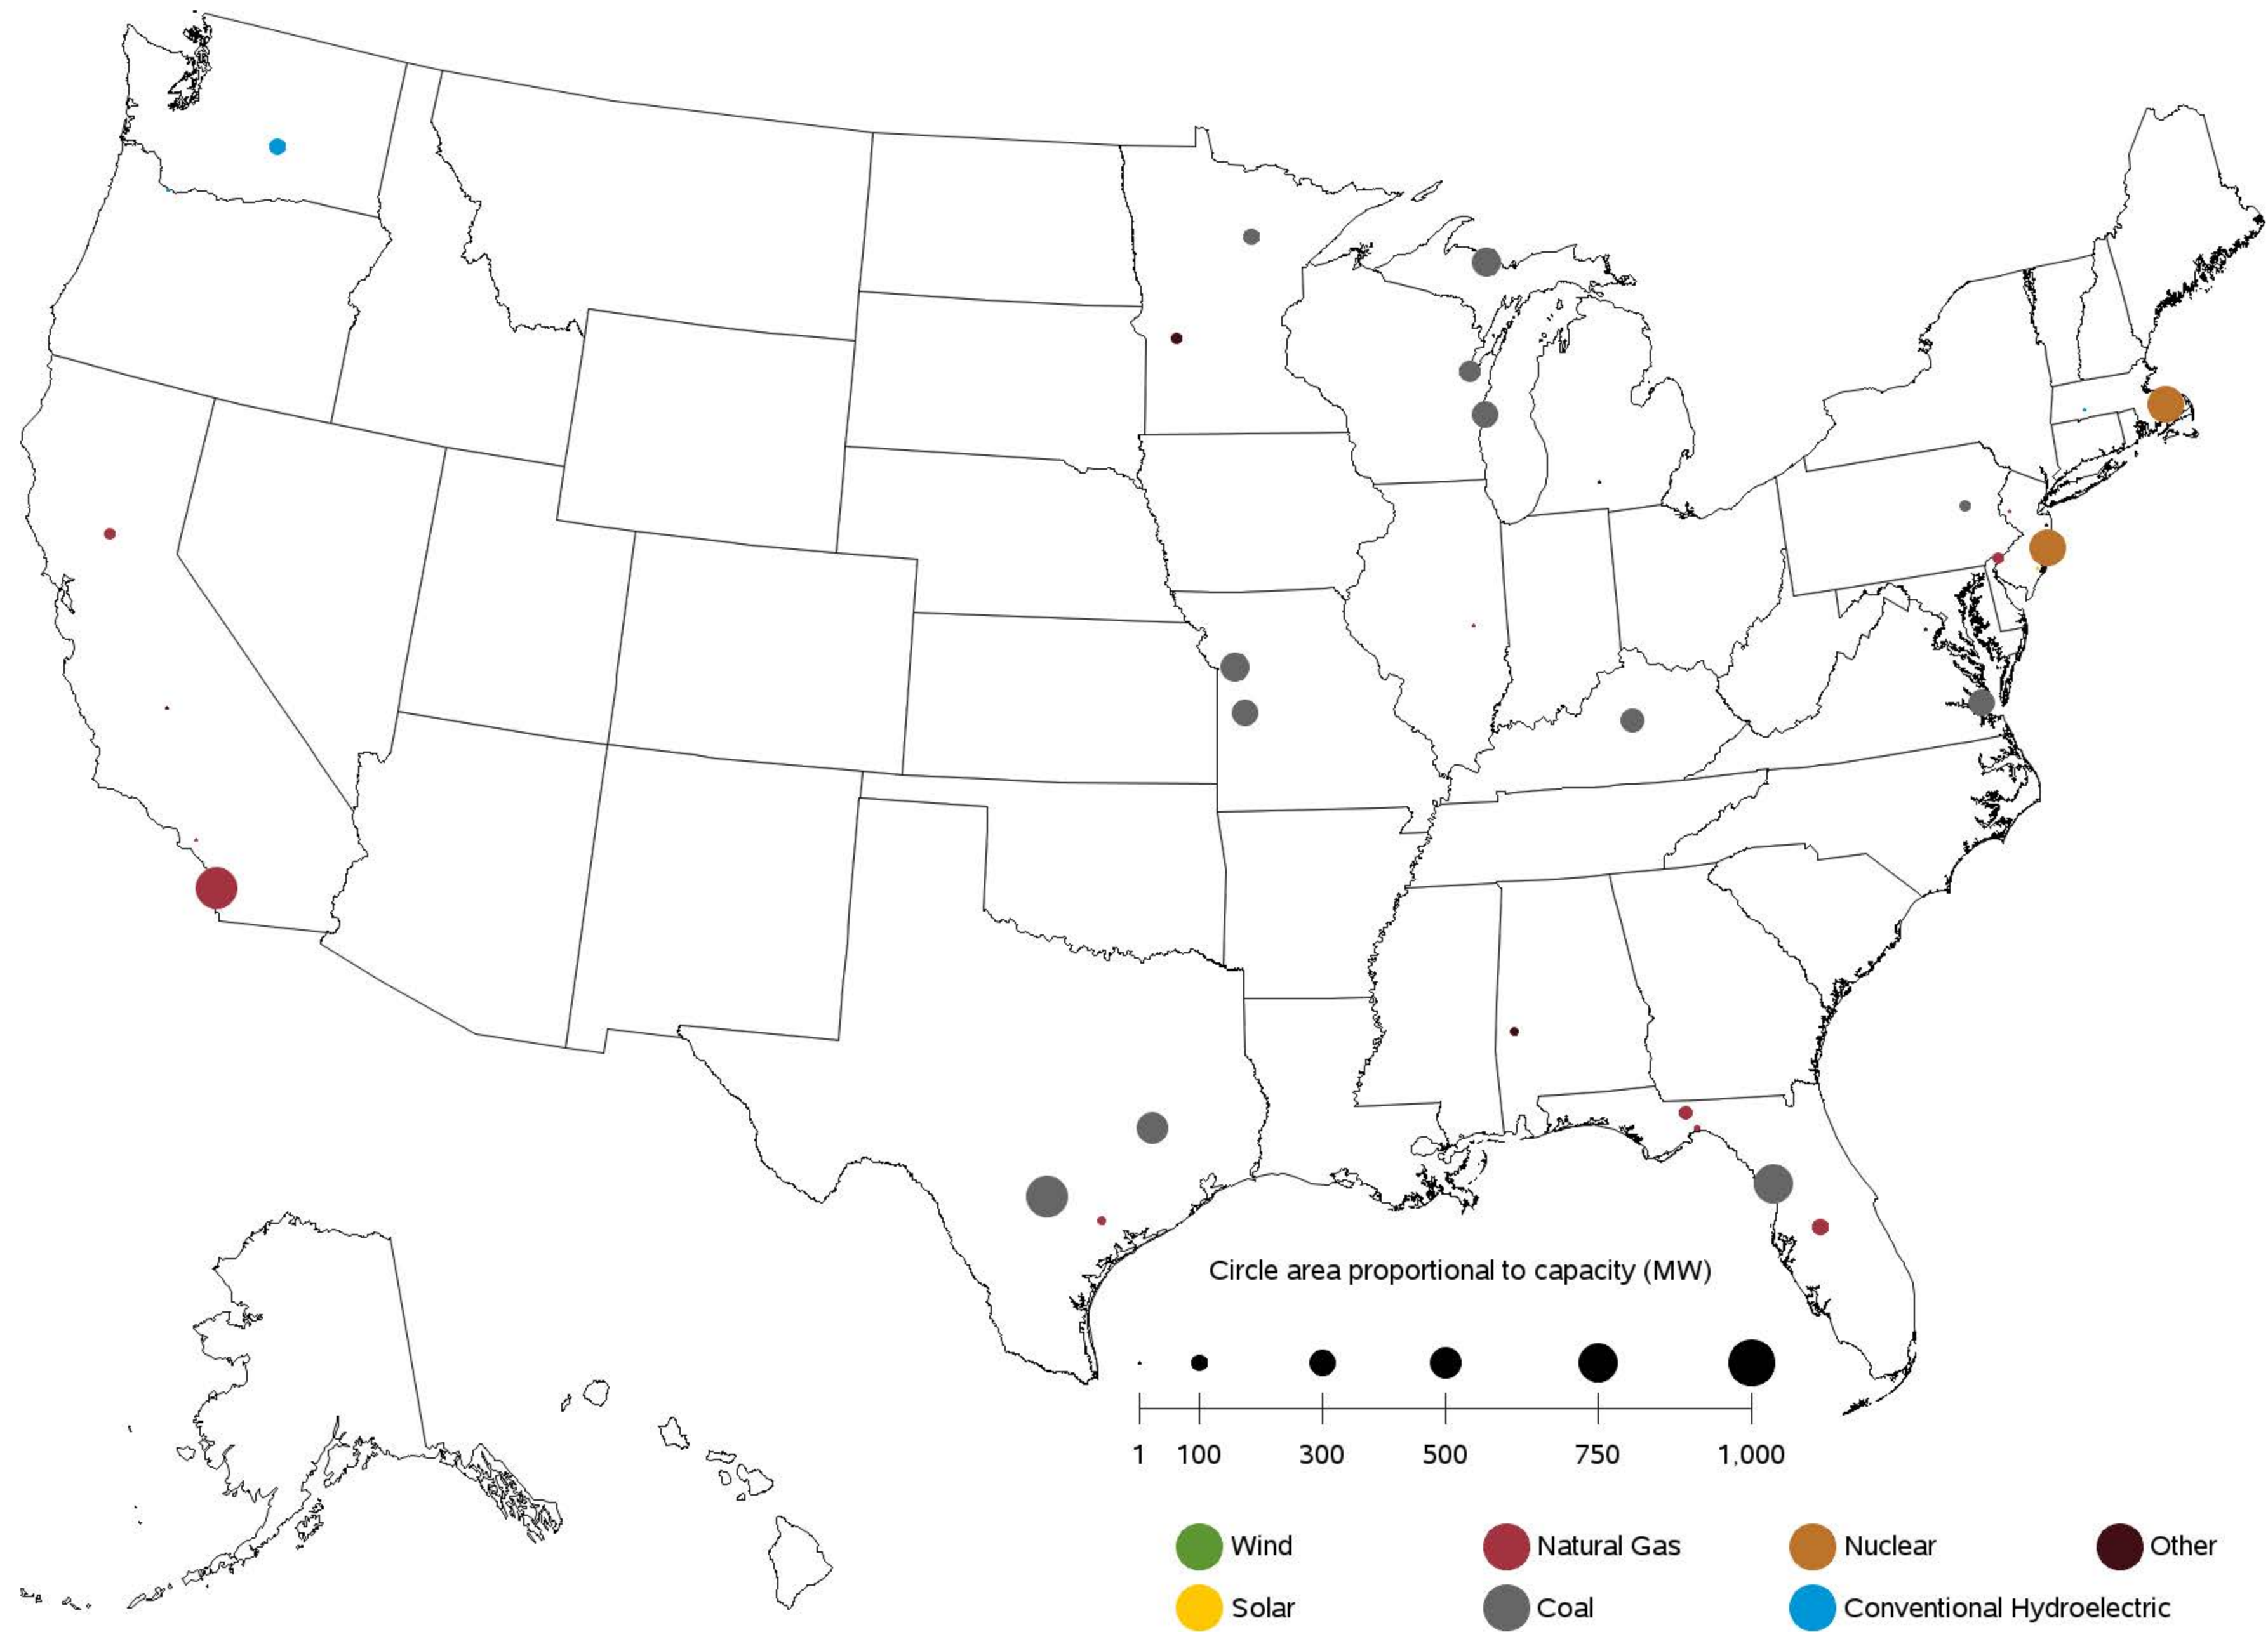 Circle area proportional to capacity (MW)
1 100 300 500 750 1,000
Wind Natural Gas Nuclear Other
Solar Coal Conventional Hydroelectric